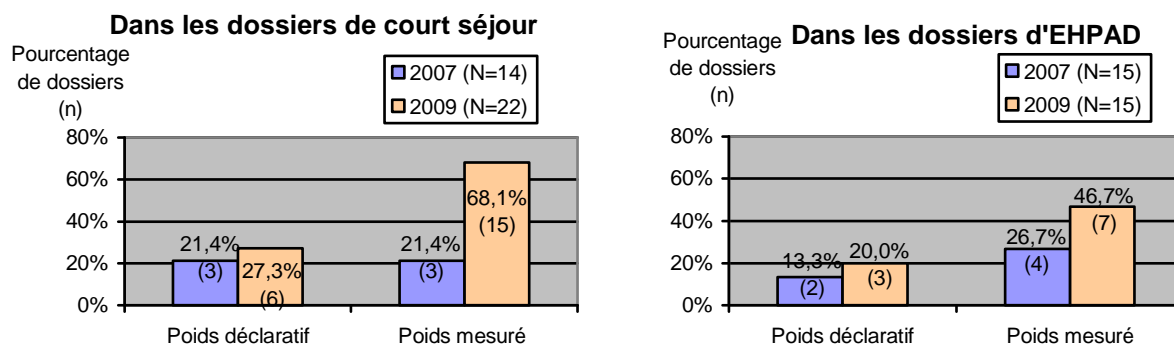 Dans les dossiers de court séjour
Pourcentage
de dossiers
(n)
2007 (N=14)
2009 (N=22)
80%
60%
40%
20%
0%
21,4%
(3)
27,3%
(6)
21,4%
(3)
68,1%
(15)
Poids déclaratif
Poids mesuré
Dans les dossiers d'EHPAD
Pourcentage
de dossiers
(n)
2007 (N=15)
2009 (N=15)
80%
60%
40%
20%
0%
13,3%
(2)
20,0%
(3)
26,7%
(4)
46,7%
(7)
Poids déclaratif
Poids mesuré